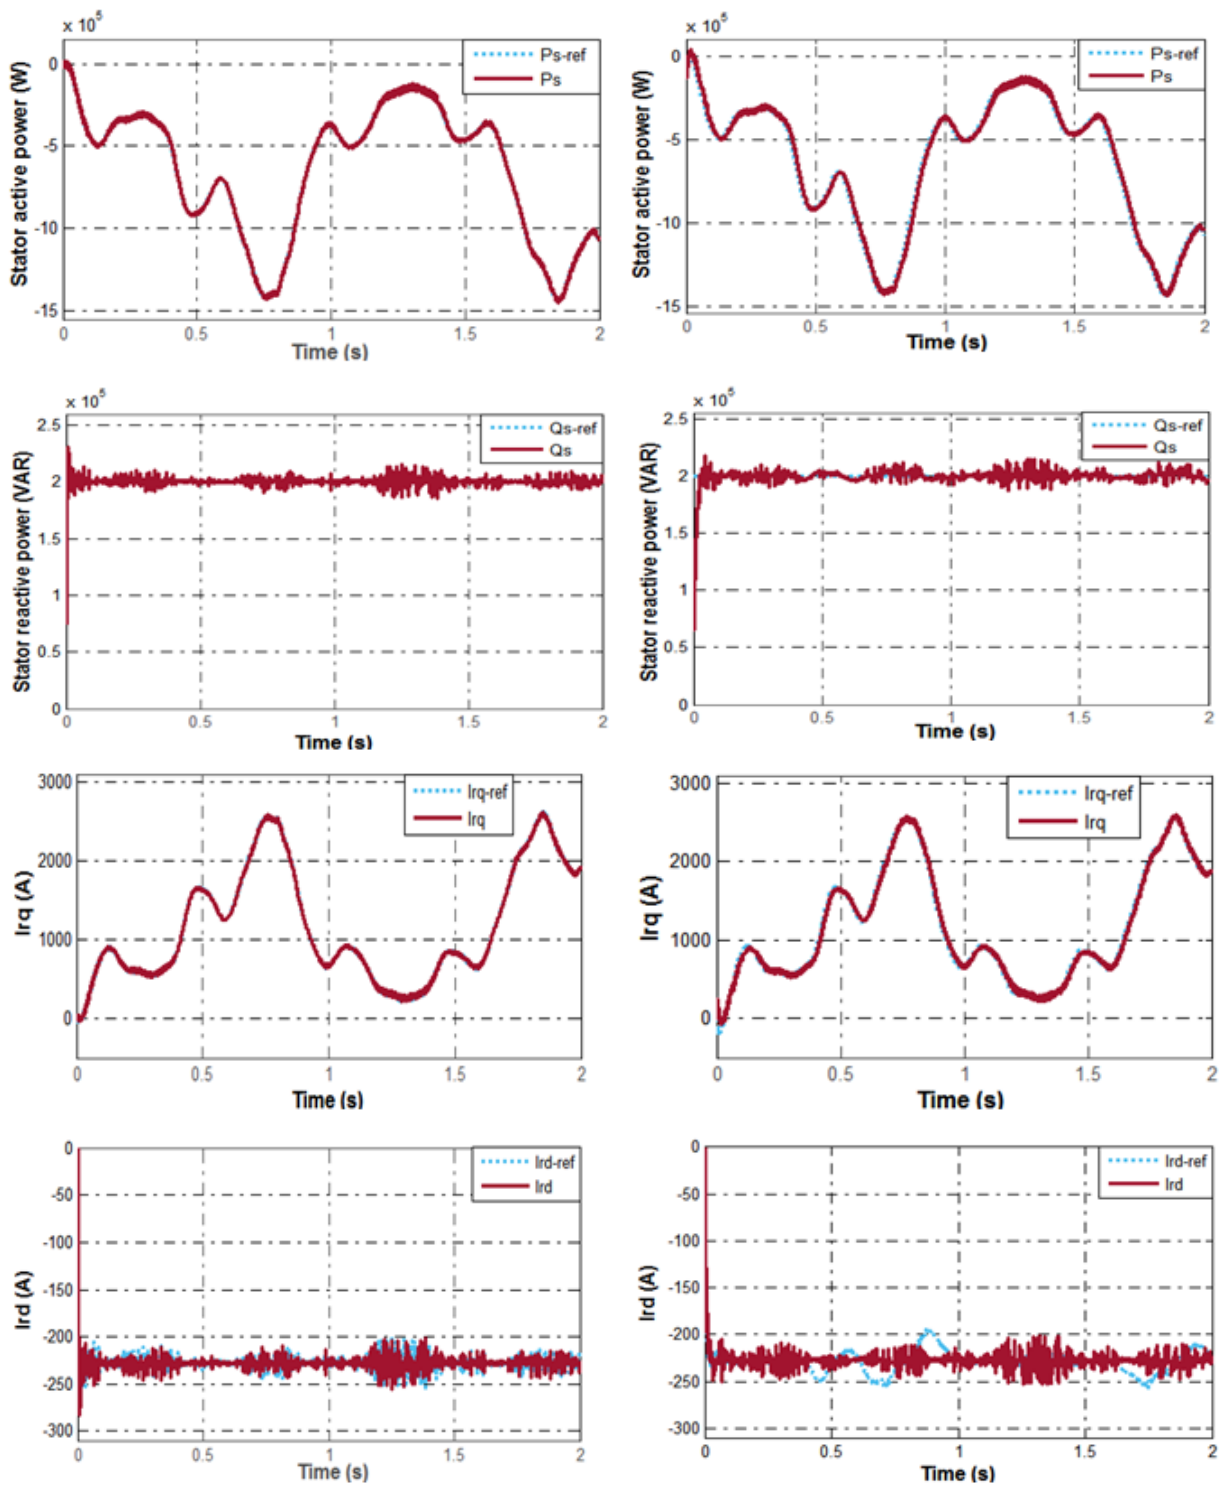 x 10⁵
Stator active power (W)
0
-5
-10
-15
Ps-ref
Ps
0 0.5 1 1.5 2
Time (s)
x 10⁵
Stator active power (W)
0
-5
-10
-15
Ps-ref
Ps
0 0.5 1 1.5 2
Time (s)
x 10⁵
Stator reactive power (VAR)
2.5
2
1.5
1
0.5
0
Qs-ref
Qs
0 0.5 1 1.5 2
Time (s)
x 10⁵
Stator reactive power (VAR)
2.5
2
1.5
1
0.5
0
Qs-ref
Qs
0 0.5 1 1.5 2
Time (s)
Irq (A)
3000
2000
1000
0
Irq-ref
Irq
0 0.5 1 1.5 2
Time (s)
Irq (A)
3000
2000
1000
0
Irq-ref
Irq
0 0.5 1 1.5 2
Time (s)
Ird (A)
0
-50
-100
-150
-200
-250
-300
Ird-ref
Ird
0 0.5 1 1.5 2
Time (s)
Ird (A)
0
-50
-100
-150
-200
-250
-300
Ird-ref
Ird
0 0.5 1 1.5 2
Time (s)